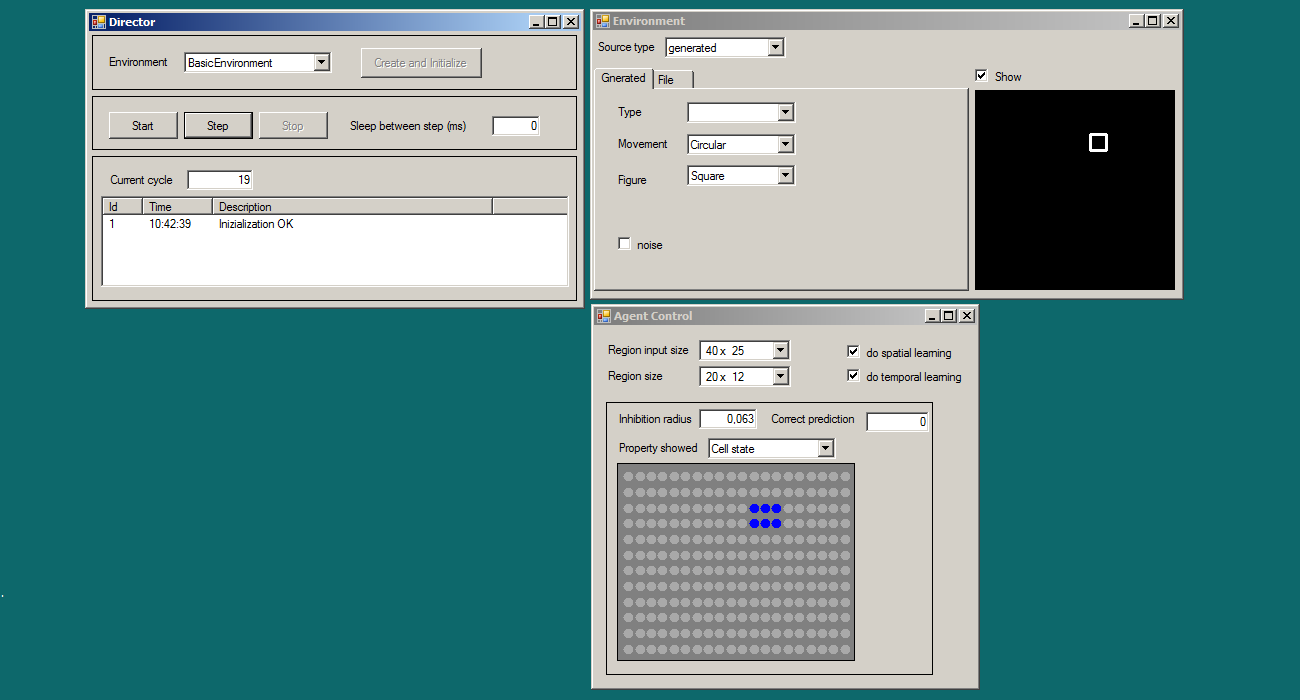 Director
Environment
BasicEnvironment
Create and Initialize
Start
Step
Stop
Sleep between step (ms)
0
Current cycle
19
Id Time Description
1 10:42:39 Inizialization OK
Environment
Source type
generated
Gnerated
File
Show
Type
Movement
Circular
Figure
Square
noise
Agent Control
Region input size
40 x 25
do spatial learning
Region size
20 x 12
do temporal learning
Inhibition radius
0,063
Correct prediction
0
Property showed
Cell state